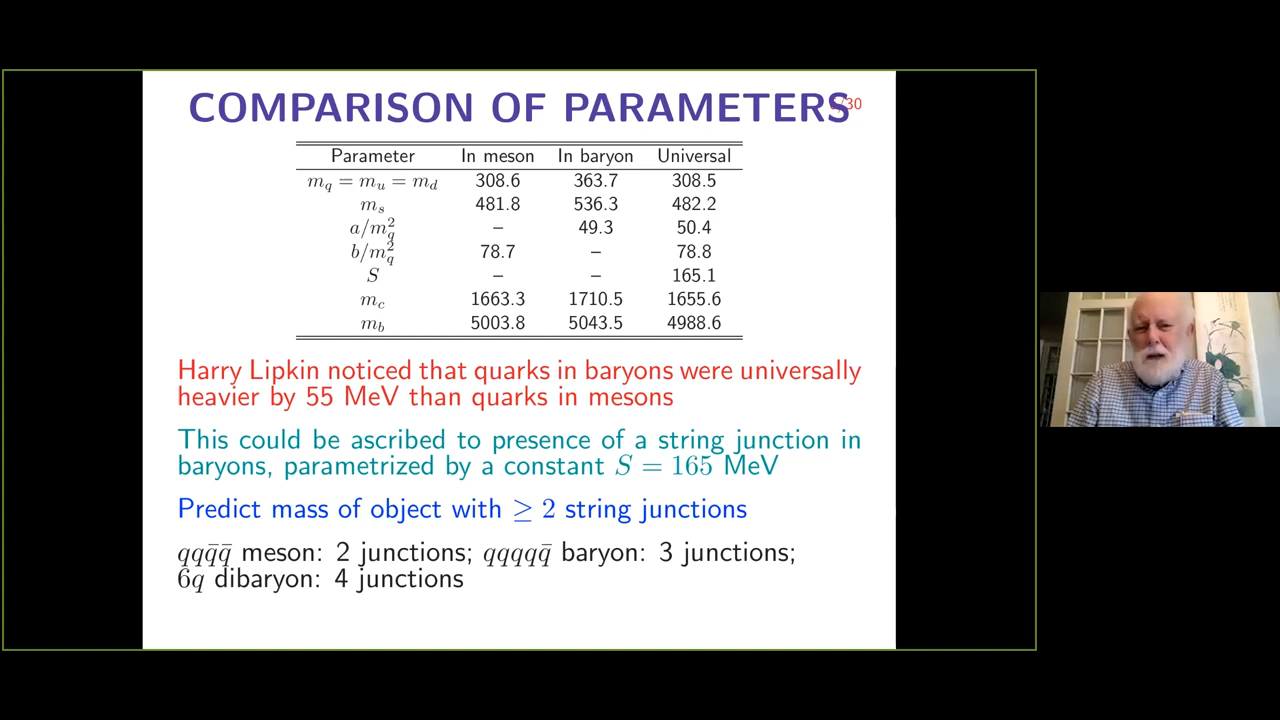 COMPARISON OF PARAMETERS
/30
Parameter In meson In baryon Universal
m_q = m_u = m_d 308.6 363.7 308.5
m_s 481.8 536.3 482.2
a/m_q^2 – 49.3 50.4
b/m_q^2 78.7 – 78.8
S – – 165.1
m_c 1663.3 1710.5 1655.6
m_b 5003.8 5043.5 4988.6
Harry Lipkin noticed that quarks in baryons were universally
heavier by 55 MeV than quarks in mesons
This could be ascribed to presence of a string junction in
baryons, parametrized by a constant S = 165 MeV
Predict mass of object with ≥ 2 string junctions
qqq̄q̄ meson: 2 junctions; qqqqq̄ baryon: 3 junctions;
6q dibaryon: 4 junctions